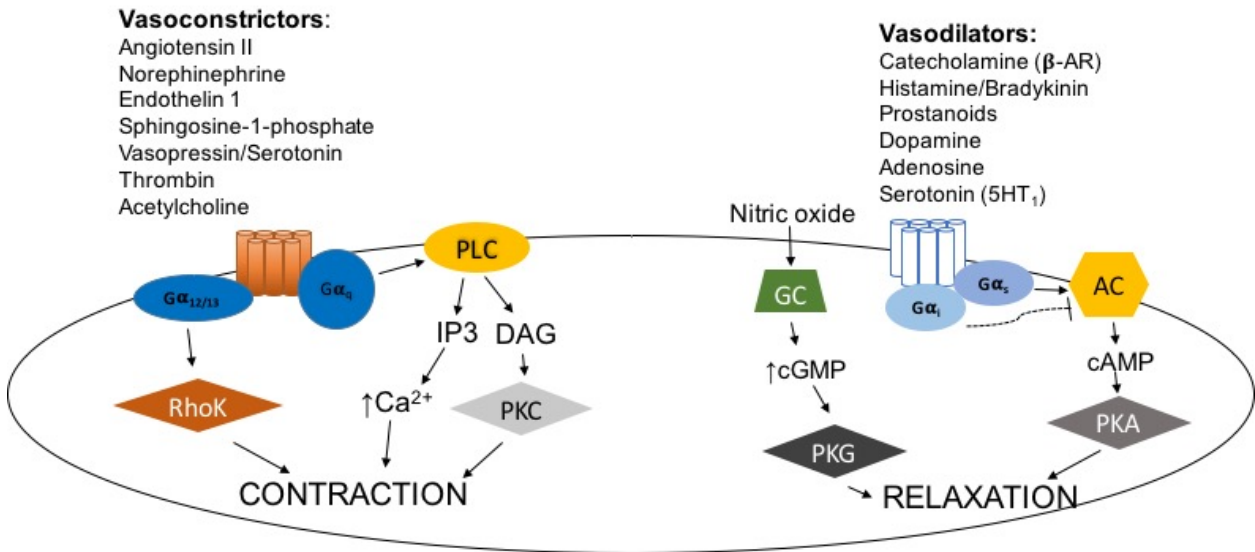 Vasoconstrictors:
Angiotensin II
Norephinephrine
Endothelin 1
Sphingosine-1-phosphate
Vasopressin/Serotonin
Thrombin
Acetylcholine
Vasodilators:
Catecholamine (β-AR)
Histamine/Bradykinin
Prostanoids
Dopamine
Adenosine
Serotonin (5HT₁)
Nitric oxide
PLC
Gα₁₂/₁₃
Gαq
IP3
DAG
RhoK
↑Ca²⁺
PKC
CONTRACTION
GC
↑cGMP
PKG
Gαs
Gαi
AC
cAMP
PKA
RELAXATION